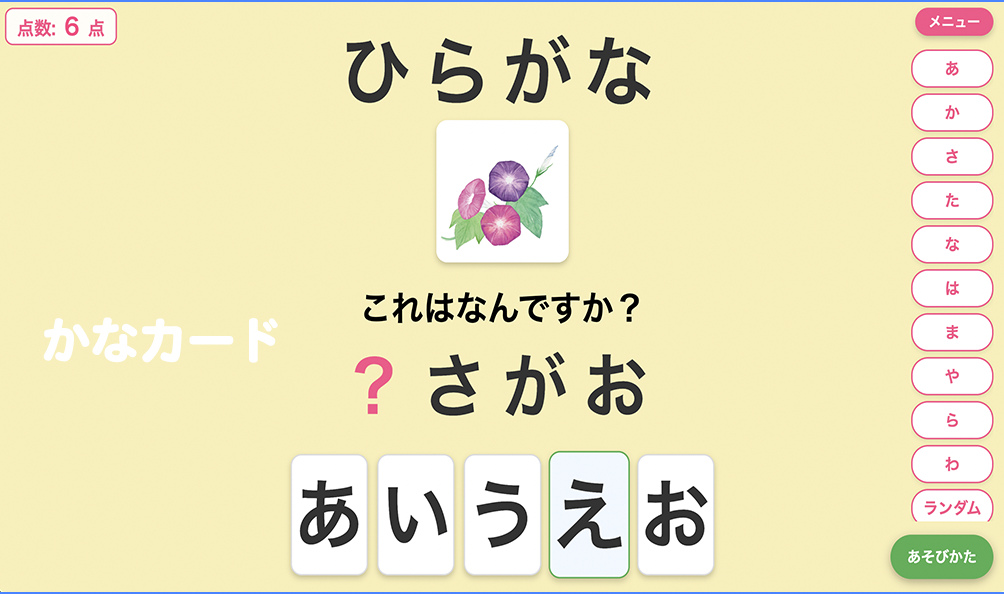 点数: 6 点
メニュー
ひらがな
あ
か
さ
た
な
は
ま
や
ら
わ
ランダム
あそびかた
これはなんですか？
かなカード
？さがお
あ い う え お